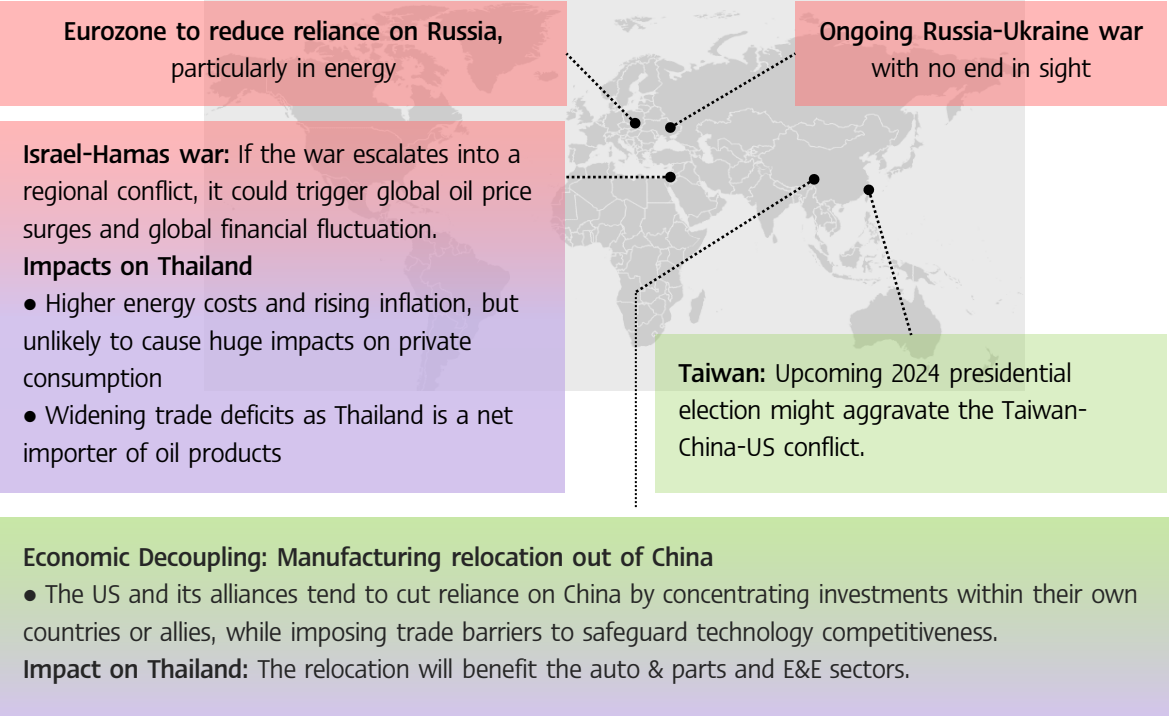 Eurozone to reduce reliance on Russia,
particularly in energy
Ongoing Russia-Ukraine war
with no end in sight
Israel-Hamas war: If the war escalates into a
regional conflict, it could trigger global oil price
surges and global financial fluctuation.
Impacts on Thailand
● Higher energy costs and rising inflation, but
unlikely to cause huge impacts on private
consumption
● Widening trade deficits as Thailand is a net
importer of oil products
Taiwan: Upcoming 2024 presidential
election might aggravate the Taiwan-
China-US conflict.
Economic Decoupling: Manufacturing relocation out of China
● The US and its alliances tend to cut reliance on China by concentrating investments within their own
countries or allies, while imposing trade barriers to safeguard technology competitiveness.
Impact on Thailand: The relocation will benefit the auto & parts and E&E sectors.